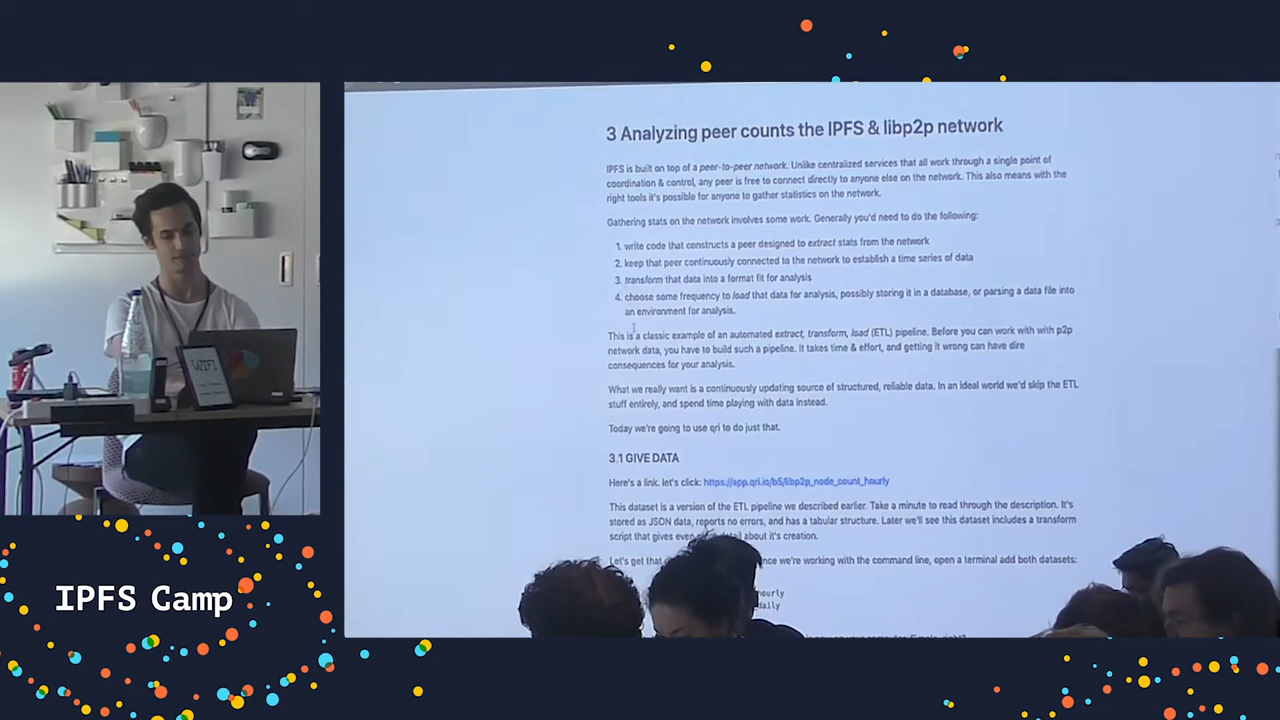 3 Analyzing peer counts the IPFS & libp2p network
IPFS is built on top of a peer-to-peer network. Unlike centralized services that all work through a single point of
coordination & control, any peer is free to connect directly to anyone else on the network. This also means with the
right tools it's possible for anyone to gather statistics on the network.
Gathering stats on the network involves some work. Generally you'd need to do the following:
1. write code that constructs a peer designed to extract stats from the network
2. keep that peer continuously connected to the network to establish a time series of data
3. transform that data into a format fit for analysis
4. choose some frequency to load that data for analysis, possibly storing it in a database, or parsing a data file into
an environment for analysis.
This is a classic example of an automated extract, transform, load (ETL) pipeline. Before you can work with with p2p
network data, you have to build such a pipeline. It takes time & effort, and getting it wrong can have dire
consequences for your analysis.
What we really want is a continuously updating source of structured, reliable data. In an ideal world we'd skip the ETL
stuff entirely, and spend time playing with data instead.
Today we're going to use qri to do just that.
3.1 GIVE DATA
Here's a link. let's click: https://app.qri.io/b5/libp2p_node_count_hourly
This dataset is a version of the ETL pipeline we described earlier. Take a minute to read through the description. It's
stored as JSON data, reports no errors, and has a tabular structure. Later we'll see this dataset includes a transform
script that gives even detail about it's creation.
Let's get that we're working with the command line, open a terminal add both datasets:
hourly
daily
WIFI
IPFS Camp